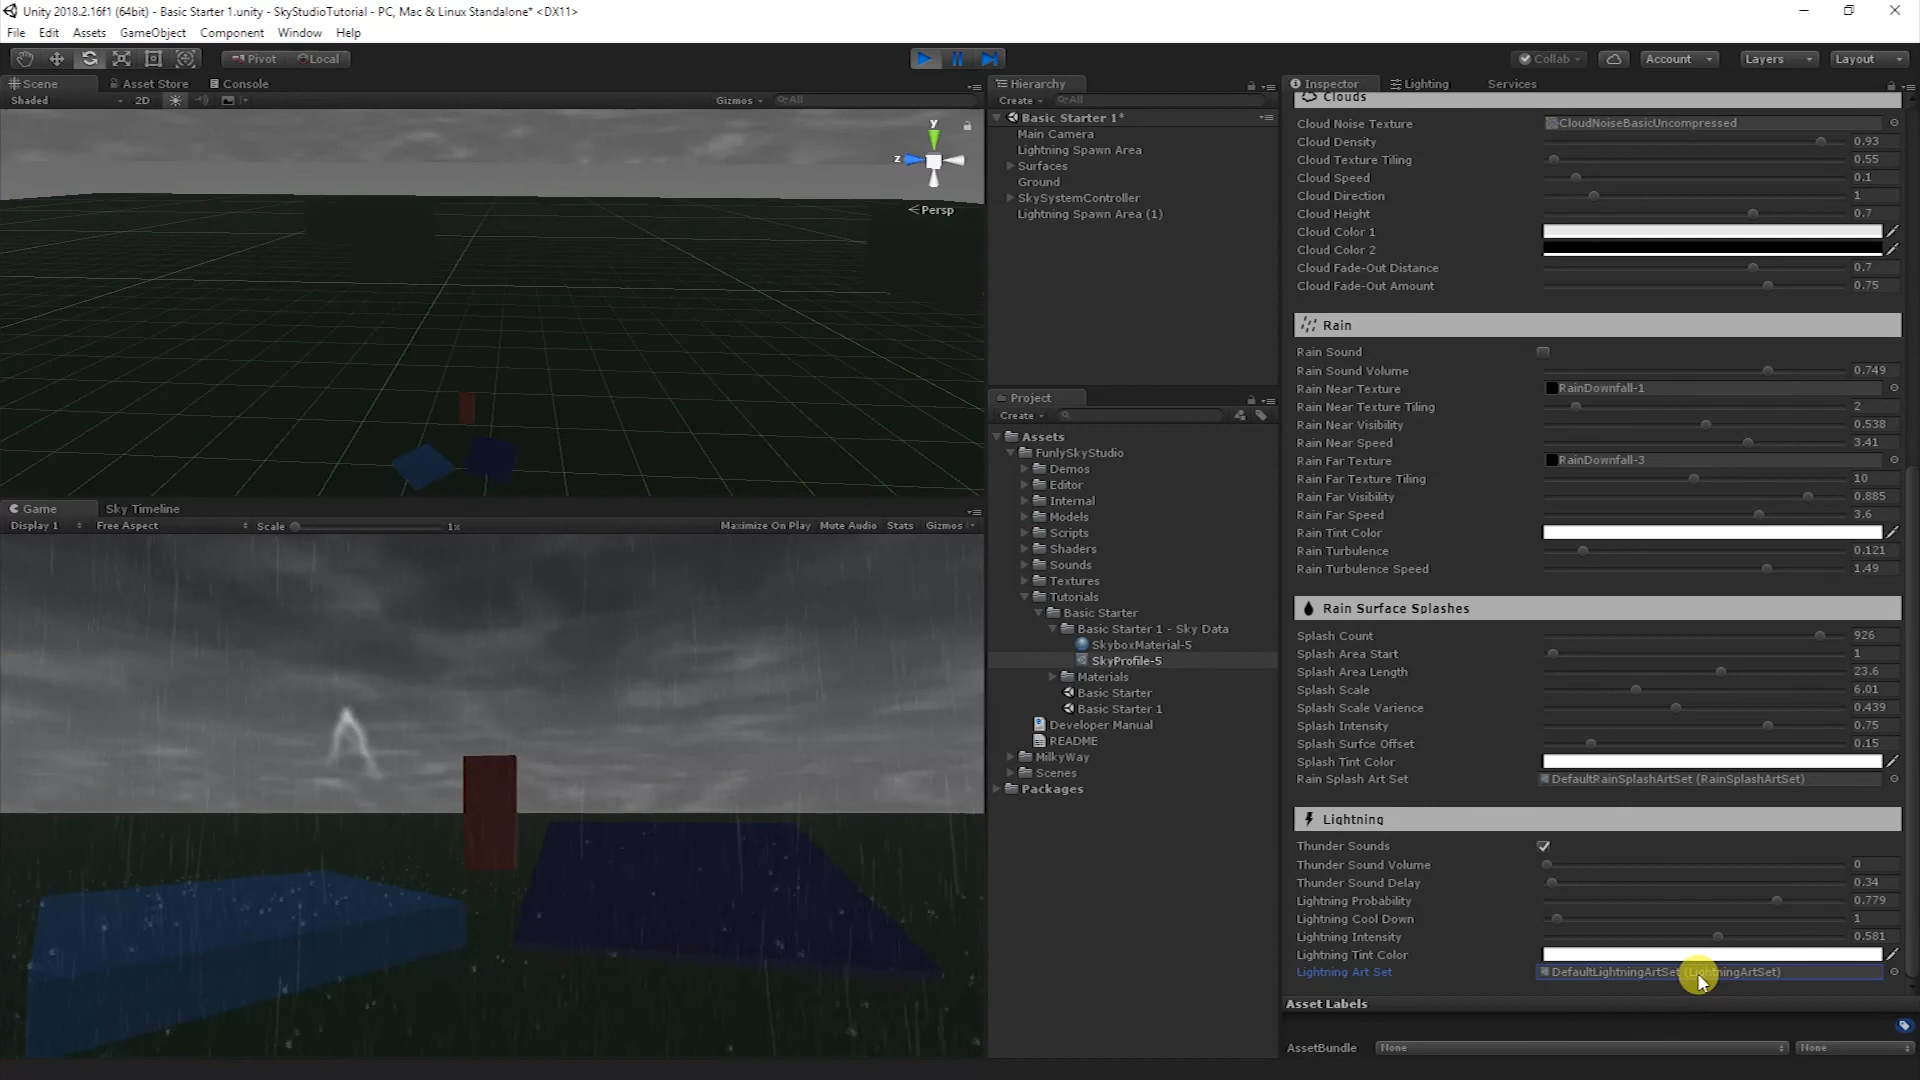 Unity 2018.2.16f1 (64bit) - Basic Starter 1.unity - SkyStudioTutorial - PC, Mac & Linux Standalone* <DX11>
File Edit Assets GameObject Component Window Help
Pivot Local Collab Account Layers Layout
Scene Asset Store Console
Shaded 2D Gizmos All
y
z
Persp
Game Sky Timeline
Display 1 Free Aspect Scale 1x Maximize On Play Mute Audio Stats Gizmos
Hierarchy
Create All
Basic Starter 1*
Main Camera
Lightning Spawn Area
Surfaces
Ground
SkySystemController
Lightning Spawn Area (1)
Project
Create
Assets
FunlySkyStudio
Demos
Editor
Internal
Models
Scripts
Shaders
Sounds
Textures
Tutorials
Basic Starter
Basic Starter 1 - Sky Data
SkyboxMaterial-5
SkyProfile-5
Materials
Basic Starter
Basic Starter 1
Developer Manual
README
MilkyWay
Scenes
Packages
Inspector Lighting Services
Clouds
Cloud Noise Texture CloudNoiseBasicUncompressed
Cloud Density 0.93
Cloud Texture Tiling 0.55
Cloud Speed 0.1
Cloud Direction 1
Cloud Height 0.7
Cloud Color 1
Cloud Color 2
Cloud Fade-Out Distance 0.7
Cloud Fade-Out Amount 0.75
Rain
Rain Sound
Rain Sound Volume 0.749
Rain Near Texture RainDownfall-1
Rain Near Texture Tiling 2
Rain Near Visibility 0.538
Rain Near Speed 3.41
Rain Far Texture RainDownfall-3
Rain Far Texture Tiling 10
Rain Far Visibility 0.885
Rain Far Speed 3.6
Rain Tint Color
Rain Turbulence 0.121
Rain Turbulence Speed 1.49
Rain Surface Splashes
Splash Count 926
Splash Area Start 1
Splash Area Length 23.6
Splash Scale 6.01
Splash Scale Varience 0.439
Splash Intensity 0.75
Splash Surfce Offset 0.15
Splash Tint Color
Rain Splash Art Set DefaultRainSplashArtSet (RainSplashArtSet)
Lightning
Thunder Sounds
Thunder Sound Volume 0
Thunder Sound Delay 0.34
Lightning Probability 0.779
Lightning Cool Down 1
Lightning Intensity 0.581
Lightning Tint Color
Lightning Art Set DefaultLightningArtSet (LightningArtSet)
Asset Labels
AssetBundle None None